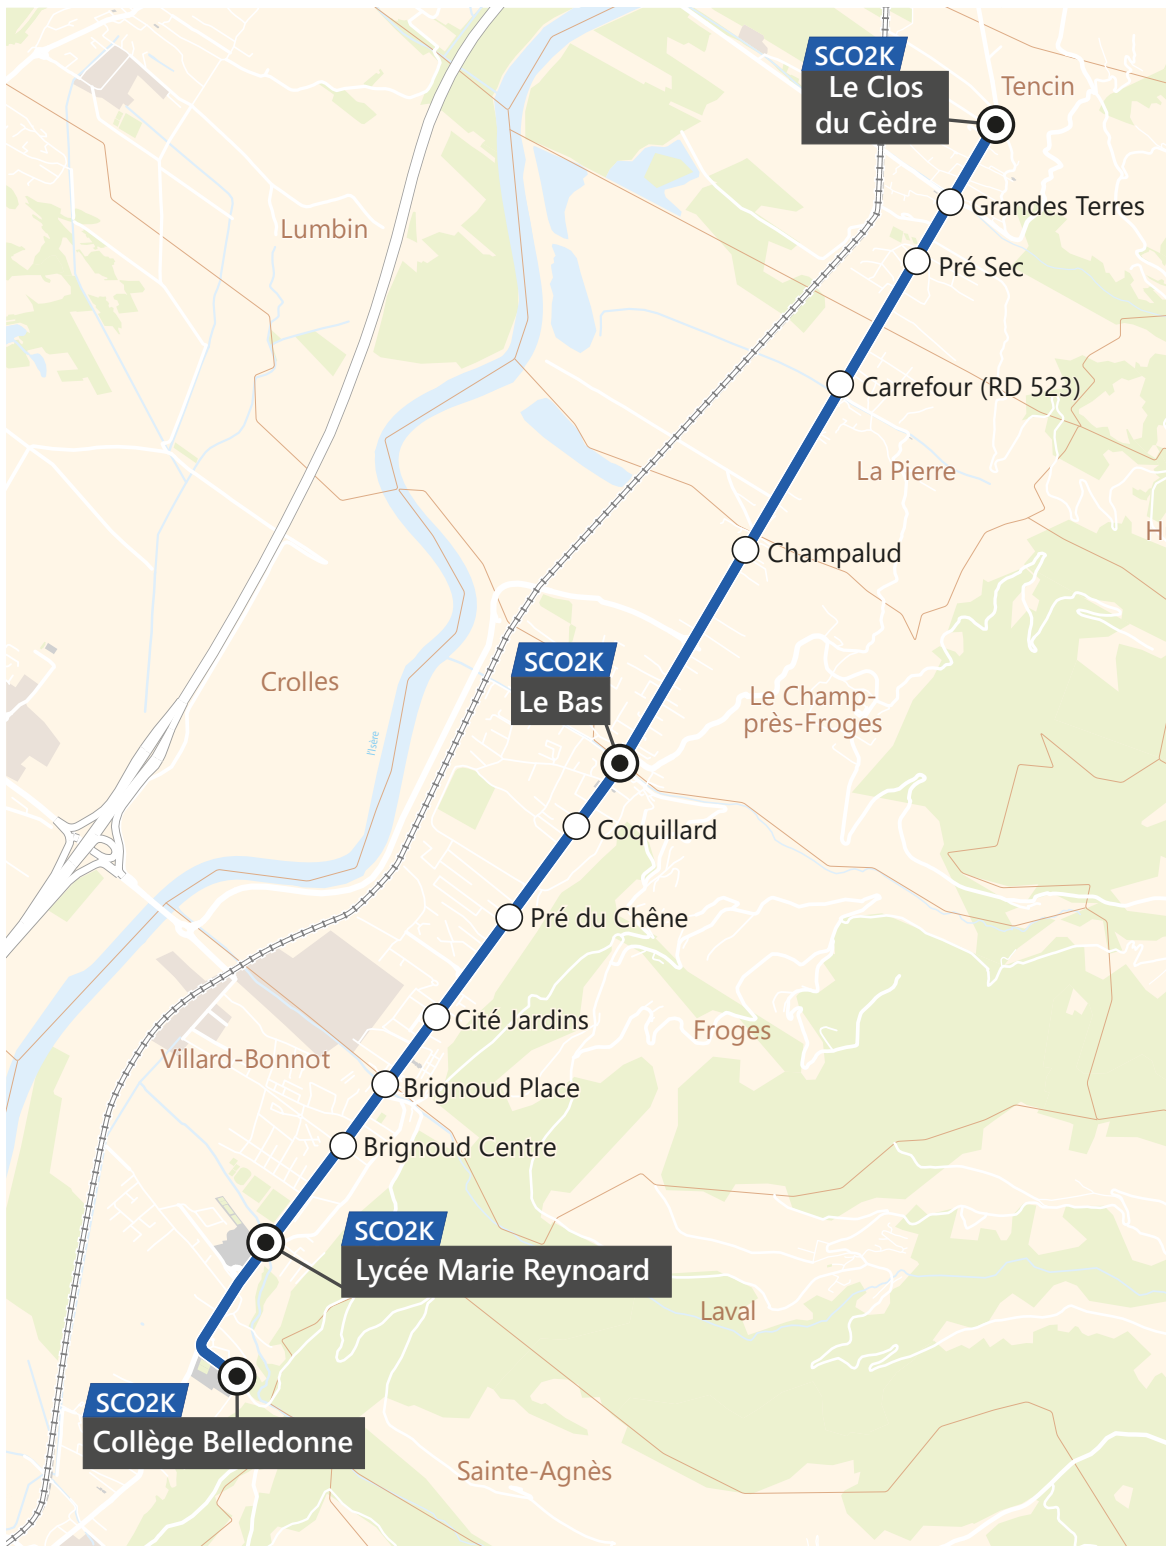 SCO2K
Le Clos
du Cèdre
Tencin
Grandes Terres
Lumbin
Pré Sec
Carrefour (RD 523)
La Pierre
H
Champalud
SCO2K
Le Bas
Crolles
Le Champ-
près-Froges
l'Isère
Coquillard
Pré du Chêne
Cité Jardins
Froges
Villard-Bonnot
Brignoud Place
Brignoud Centre
SCO2K
Lycée Marie Reynoard
Laval
SCO2K
Collège Belledonne
Sainte-Agnès